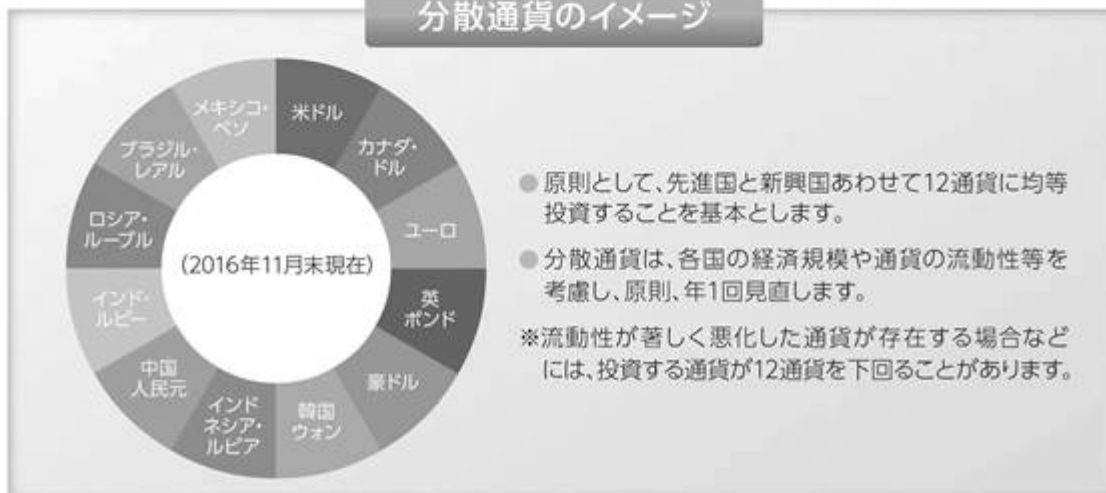 分散通貨のイメージ
米ドル
カナダ・
ドル
ユーロ
英
ポンド
豪ドル
韓国
ウォン
インド
ネシア・
ルピア
中国
人民元
インド・
ルピー
ロシア・
ルーブル
ブラジル・
レアル
メキシコ・
ペソ
(2016年11月末現在)
●原則として、先進国と新興国あわせて12通貨に均等
投資することを基本とします。
●分散通貨は、各国の経済規模や通貨の流動性等を
考慮し、原則、年1回見直します。
※流動性が著しく悪化した通貨が存在する場合など
には、投資する通貨が12通貨を下回ることがあります。